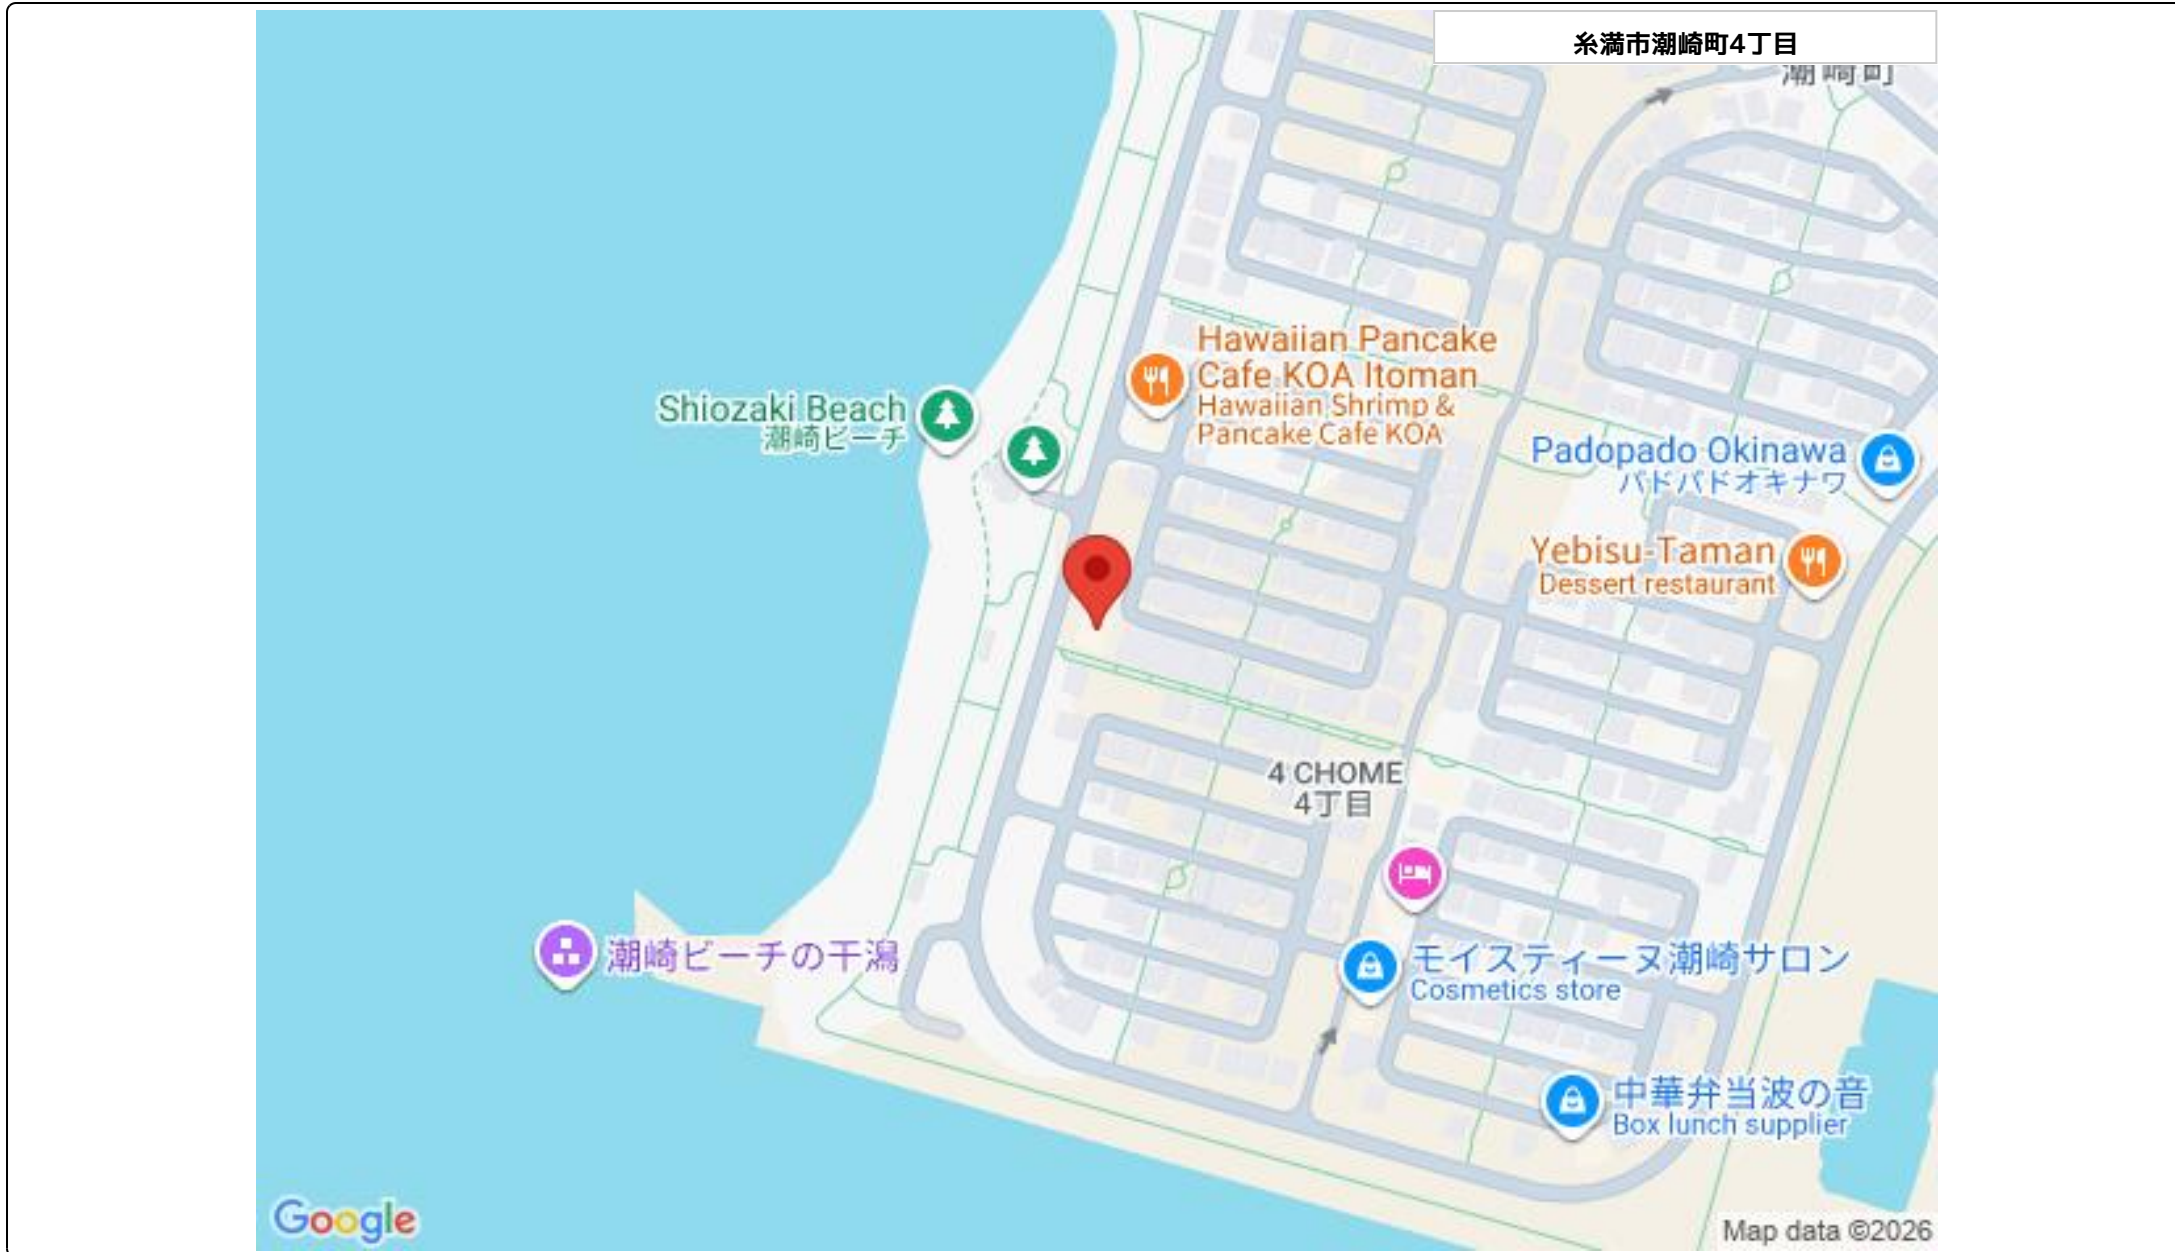 糸満市潮崎町4丁目
潮崎町
Hawaiian Pancake
Cafe KOA Itoman
Hawaiian Shrimp &
Pancake Cafe KOA
Shiozaki Beach
潮崎ビーチ
Padopado Okinawa
パドパドオキナワ
Yebisu-Taman
Dessert restaurant
4 CHOME
4丁目
潮崎ビーチの干潟
モイスティーヌ潮崎サロン
Cosmetics store
中華弁当波の音
Box lunch supplier
Google
Map data ©2026